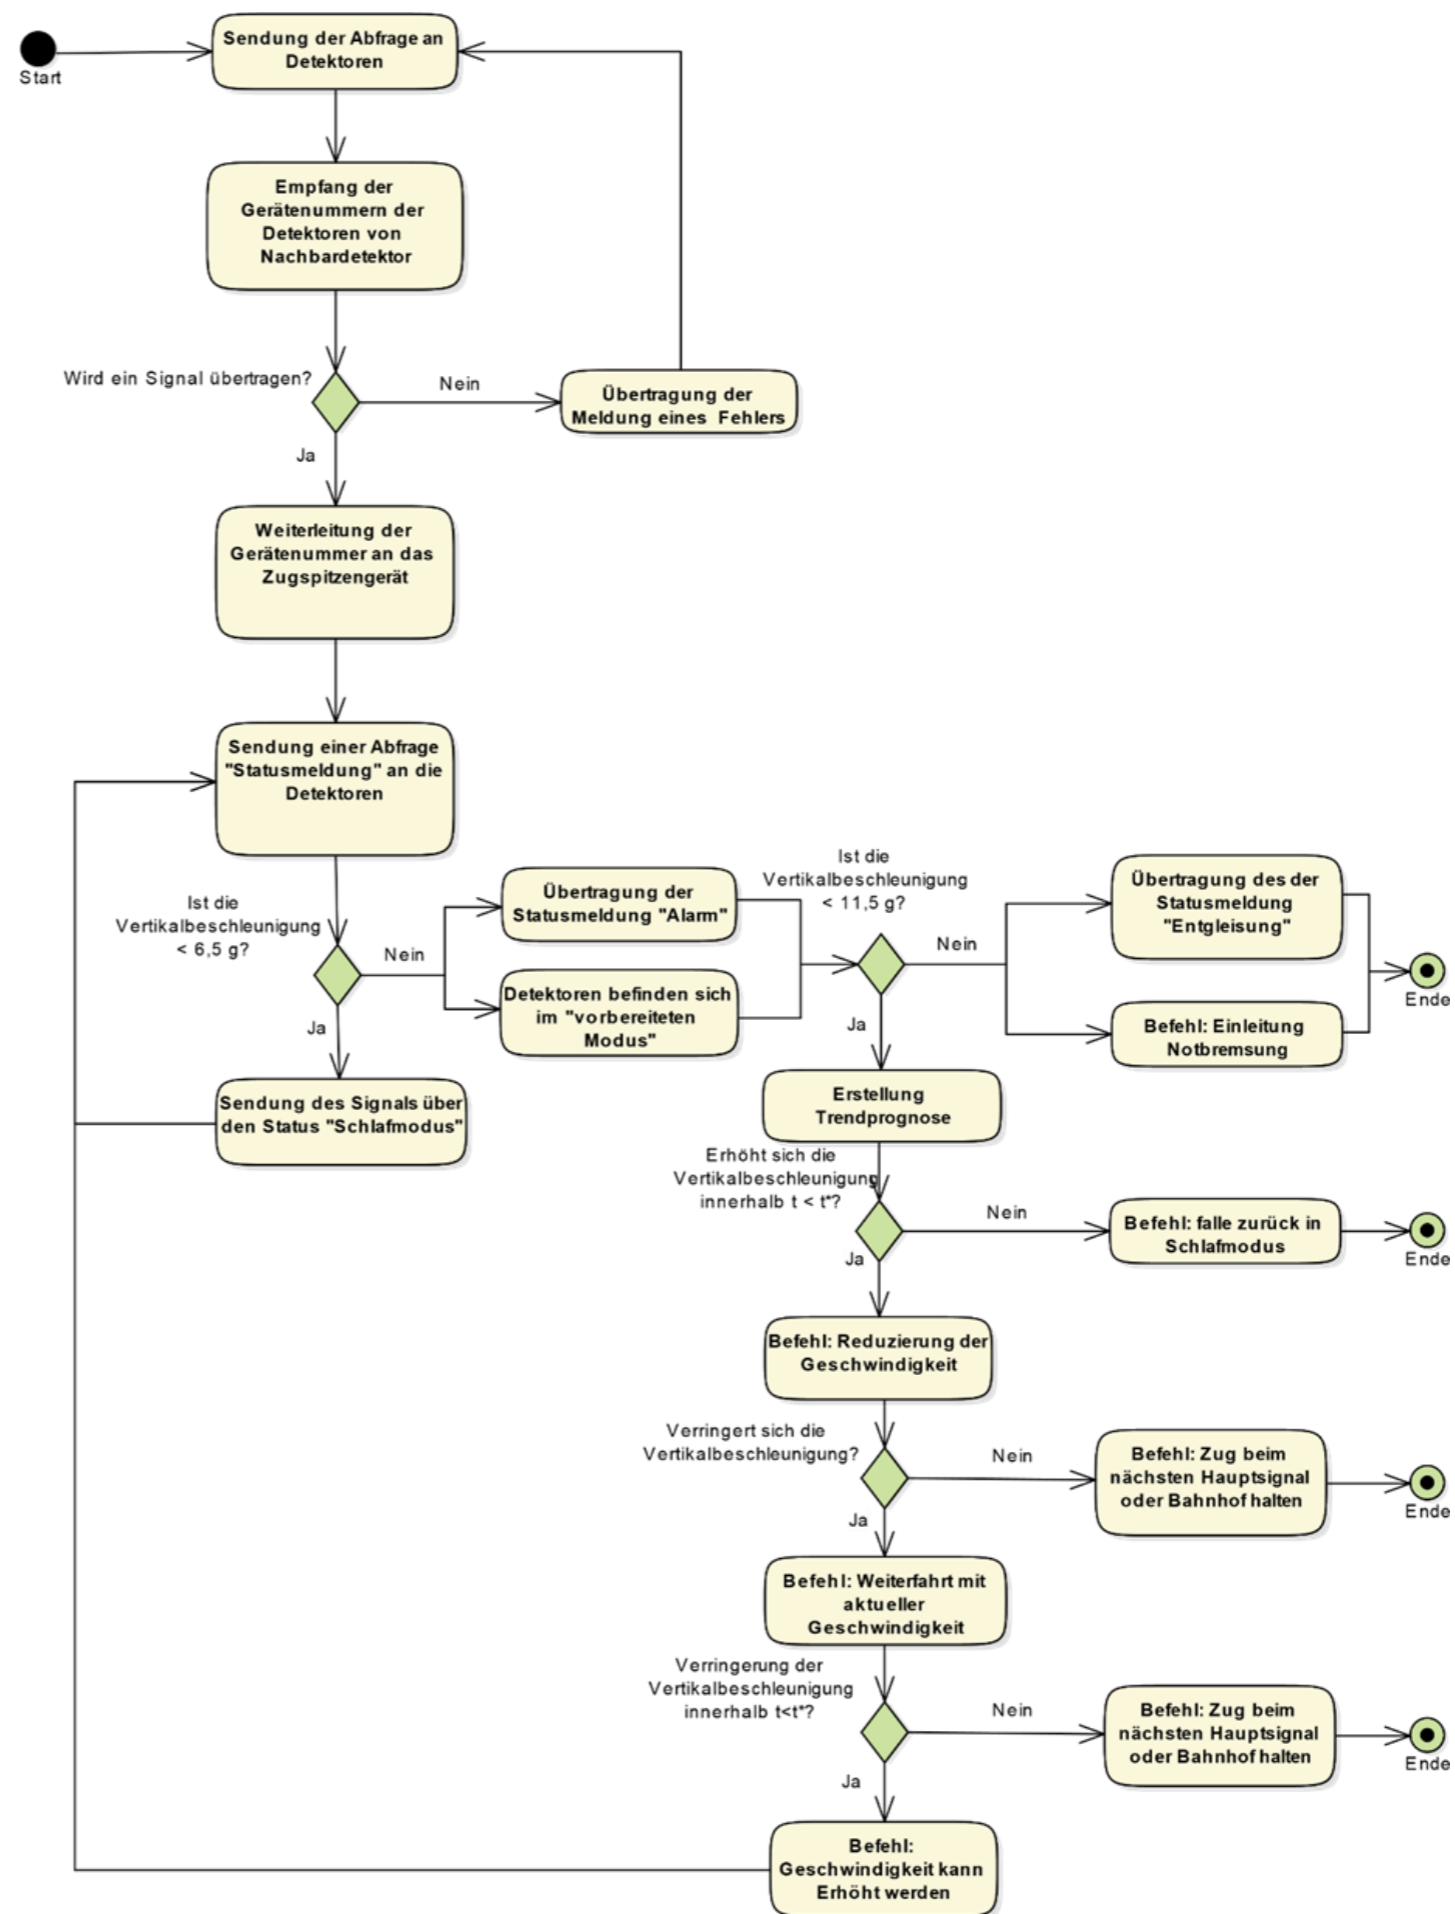 Start
Sendung der Abfrage an
Detektoren
Empfang der
Gerätenummern der
Detektoren von
Nachbardetektor
Wird ein Signal übertragen?
Nein
Übertragung der
Meldung eines Fehlers
Ja
Weiterleitung der
Gerätenummer an das
Zugspitzengerät
Sendung einer Abfrage
"Statusmeldung" an die
Detektoren
Ist die
Vertikalbeschleunigung
< 6,5 g?
Nein
Ja
Sendung des Signals über
den Status "Schlafmodus"
Übertragung der
Statusmeldung "Alarm"
Detektoren befinden sich
im "vorbereiteten
Modus"
Ist die
Vertikalbeschleunigung
< 11,5 g?
Nein
Ja
Übertragung des der
Statusmeldung
"Entgleisung"
Befehl: Einleitung
Notbremsung
Ende
Erstellung
Trendprognose
Erhöht sich die
Vertikalbeschleunigung
innerhalb t < t*?
Nein
Befehl: falle zurück in
Schlafmodus
Ende
Ja
Befehl: Reduzierung der
Geschwindigkeit
Verringert sich die
Vertikalbeschleunigung?
Nein
Befehl: Zug beim
nächsten Hauptsignal
oder Bahnhof halten
Ende
Ja
Befehl: Weiterfahrt mit
aktueller
Geschwindigkeit
Verringerung der
Vertikalbeschleunigung
innerhalb t<t*?
Nein
Befehl: Zug beim
nächsten Hauptsignal
oder Bahnhof halten
Ende
Ja
Befehl:
Geschwindigkeit kann
Erhöht werden